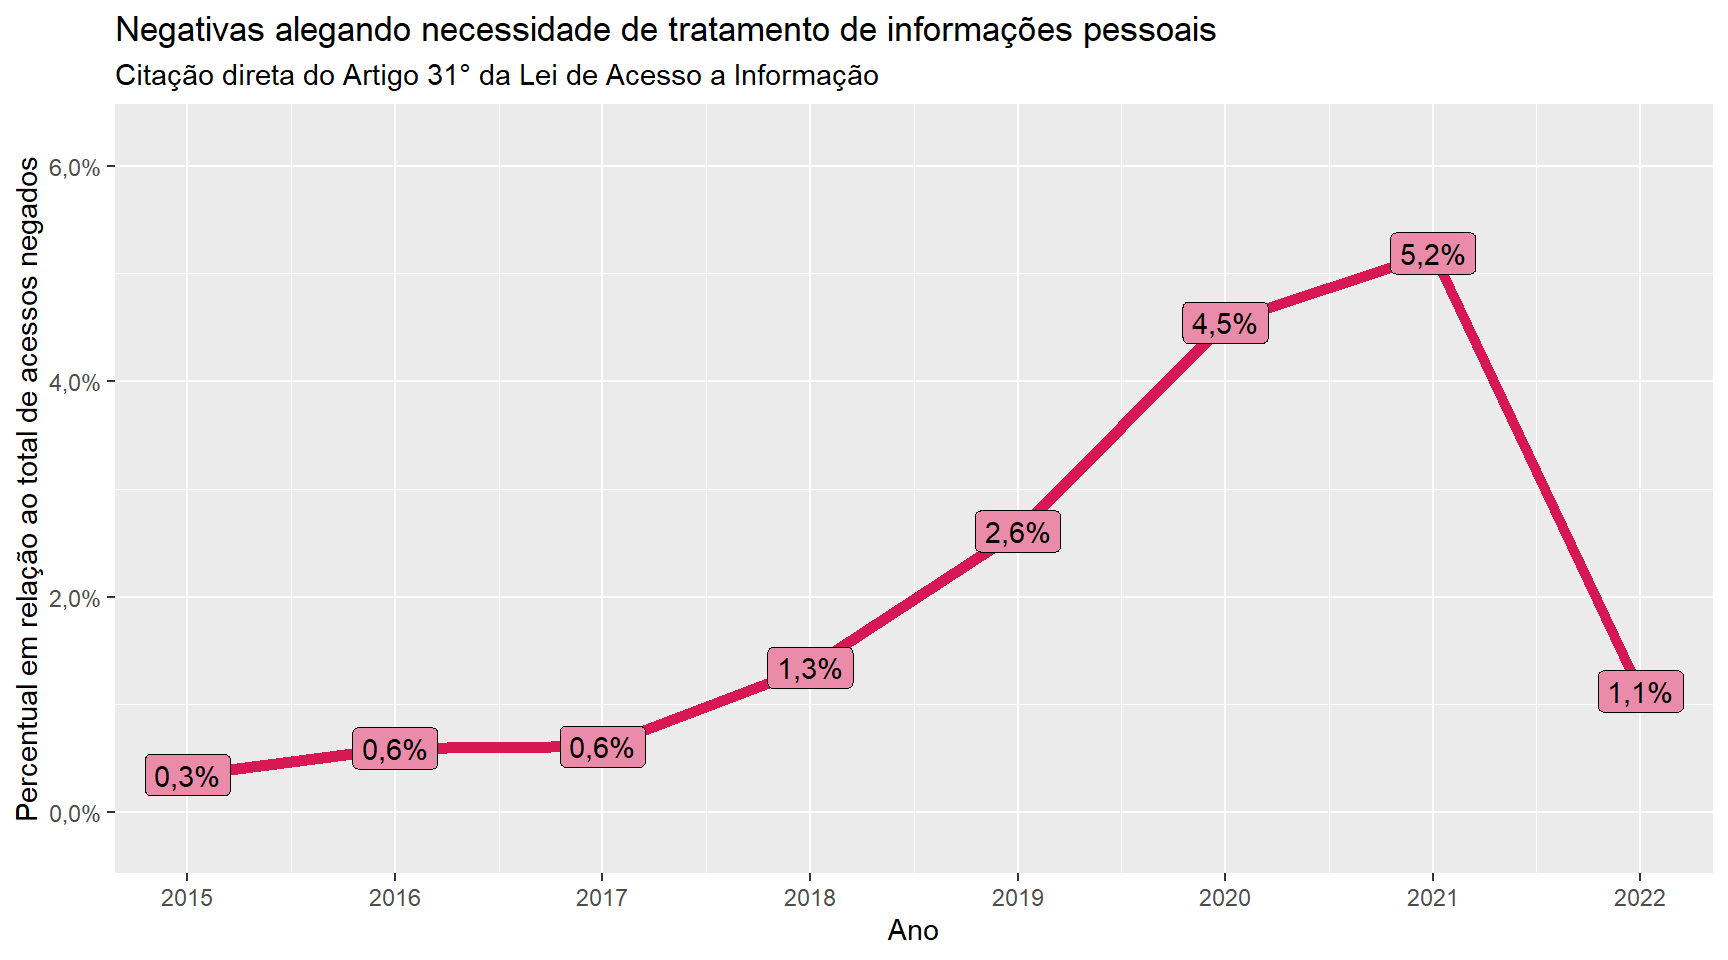 Negativas alegando necessidade de tratamento de informações pessoais
Citação direta do Artigo 31° da Lei de Acesso a Informação
Percentual em relação ao total de acessos negados
6,0%
4,0%
2,0%
0,0%
0,3%
0,6%
0,6%
1,3%
2,6%
4,5%
5,2%
1,1%
2015 2016 2017 2018 2019 2020 2021 2022
Ano